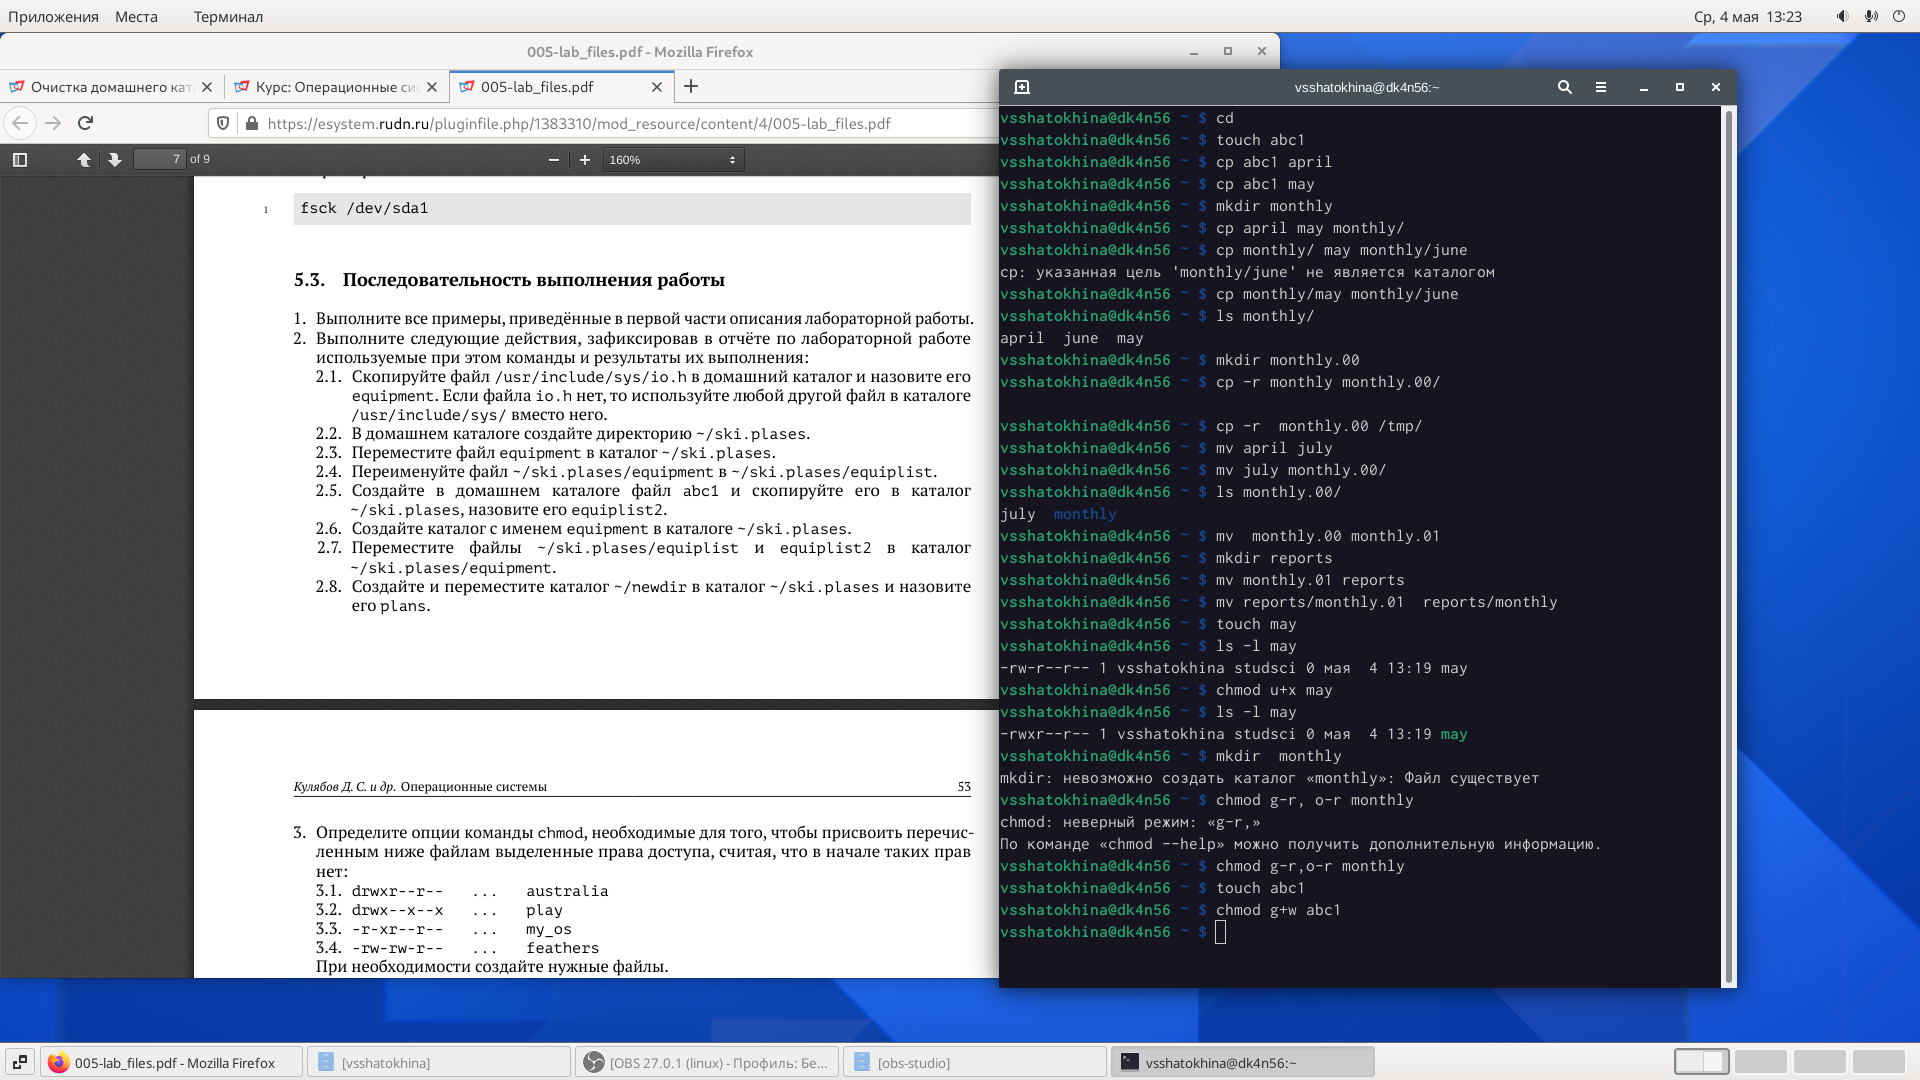 Приложения Места Терминал
Ср, 4 мая 13:23
005-lab_files.pdf - Mozilla Firefox
Очистка домашнего кат
Курс: Операционные си
005-lab_files.pdf
https://esystem.rudn.ru/pluginfile.php/1383310/mod_resource/content/4/005-lab_files.pdf
7 of 9
160%
1
fsck /dev/sda1
5.3. Последовательность выполнения работы
1. Выполните все примеры, приведённые в первой части описания лабораторной работы.
2. Выполните следующие действия, зафиксировав в отчёте по лабораторной работе
используемые при этом команды и результаты их выполнения:
2.1. Скопируйте файл /usr/include/sys/io.h в домашний каталог и назовите его
equipment. Если файла io.h нет, то используйте любой другой файл в каталоге
/usr/include/sys/ вместо него.
2.2. В домашнем каталоге создайте директорию ~/ski.plases.
2.3. Переместите файл equipment в каталог ~/ski.plases.
2.4. Переименуйте файл ~/ski.plases/equipment в ~/ski.plases/equiplist.
2.5. Создайте в домашнем каталоге файл abc1 и скопируйте его в каталог
~/ski.plases, назовите его equiplist2.
2.6. Создайте каталог с именем equipment в каталоге ~/ski.plases.
2.7. Переместите файлы ~/ski.plases/equiplist и equiplist2 в каталог
~/ski.plases/equipment.
2.8. Создайте и переместите каталог ~/newdir в каталог ~/ski.plases и назовите
его plans.
Кулябов Д. С. и др. Операционные системы
53
3. Определите опции команды chmod, необходимые для того, чтобы присвоить перечис-
ленным ниже файлам выделенные права доступа, считая, что в начале таких прав
нет:
3.1. drwxr--r-- ... australia
3.2. drwx--x--x ... play
3.3. -r-xr--r-- ... my_os
3.4. -rw-rw-r-- ... feathers
При необходимости создайте нужные файлы.
vsshatokhina@dk4n56:~
vsshatokhina@dk4n56 ~ $ cd
vsshatokhina@dk4n56 ~ $ touch abc1
vsshatokhina@dk4n56 ~ $ cp abc1 april
vsshatokhina@dk4n56 ~ $ cp abc1 may
vsshatokhina@dk4n56 ~ $ mkdir monthly
vsshatokhina@dk4n56 ~ $ cp april may monthly/
vsshatokhina@dk4n56 ~ $ cp monthly/ may monthly/june
cp: указанная цель 'monthly/june' не является каталогом
vsshatokhina@dk4n56 ~ $ cp monthly/may monthly/june
vsshatokhina@dk4n56 ~ $ ls monthly/
april  june  may
vsshatokhina@dk4n56 ~ $ mkdir monthly.00
vsshatokhina@dk4n56 ~ $ cp -r monthly monthly.00/
vsshatokhina@dk4n56 ~ $ cp -r  monthly.00 /tmp/
vsshatokhina@dk4n56 ~ $ mv april july
vsshatokhina@dk4n56 ~ $ mv july monthly.00/
vsshatokhina@dk4n56 ~ $ ls monthly.00/
july  monthly
vsshatokhina@dk4n56 ~ $ mv  monthly.00 monthly.01
vsshatokhina@dk4n56 ~ $ mkdir reports
vsshatokhina@dk4n56 ~ $ mv monthly.01 reports
vsshatokhina@dk4n56 ~ $ mv reports/monthly.01  reports/monthly
vsshatokhina@dk4n56 ~ $ touch may
vsshatokhina@dk4n56 ~ $ ls -l may
-rw-r--r-- 1 vsshatokhina studsci 0 мая  4 13:19 may
vsshatokhina@dk4n56 ~ $ chmod u+x may
vsshatokhina@dk4n56 ~ $ ls -l may
-rwxr--r-- 1 vsshatokhina studsci 0 мая  4 13:19 may
vsshatokhina@dk4n56 ~ $ mkdir  monthly
mkdir: невозможно создать каталог «monthly»: Файл существует
vsshatokhina@dk4n56 ~ $ chmod g-r, o-r monthly
chmod: неверный режим: «g-r,»
По команде «chmod --help» можно получить дополнительную информацию.
vsshatokhina@dk4n56 ~ $ chmod g-r,o-r monthly
vsshatokhina@dk4n56 ~ $ touch abc1
vsshatokhina@dk4n56 ~ $ chmod g+w abc1
vsshatokhina@dk4n56 ~ $
005-lab_files.pdf - Mozilla Firefox
[vsshatokhina]
[OBS 27.0.1 (linux) - Профиль: Бе...
[obs-studio]
vsshatokhina@dk4n56:~